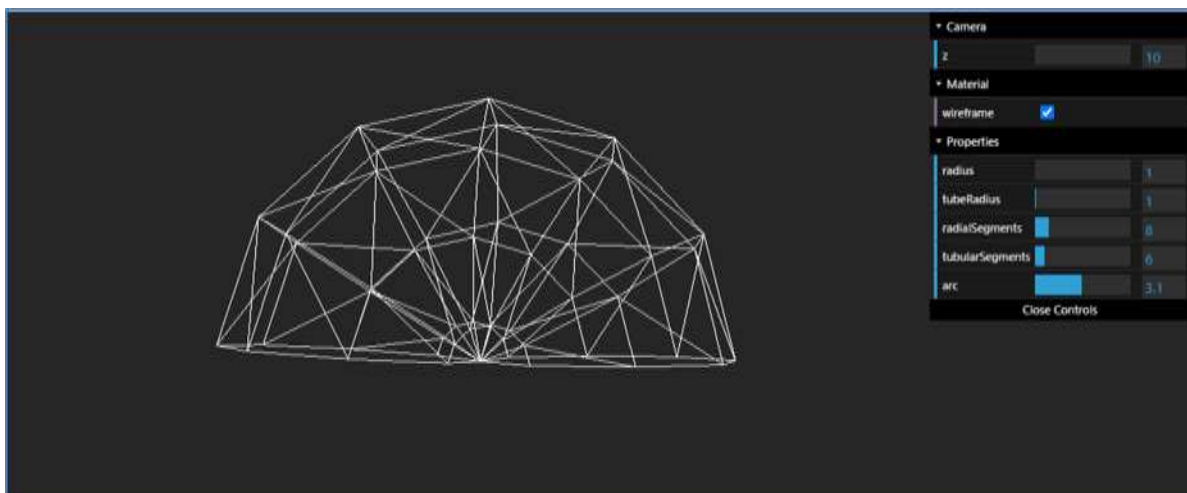 Camera
z 10
Material
wireframe
Properties
radius 1
tubeRadius 1
radialSegments 8
tubularSegments 6
arc 3.1
Close Controls